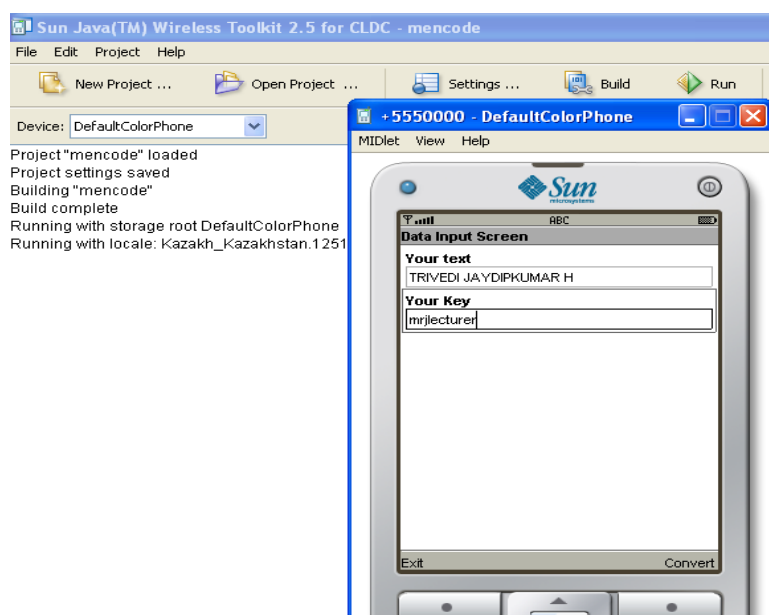 Sun Java(TM) Wireless Toolkit 2.5 for CLDC - mencode
File Edit Project Help
New Project ... Open Project ... Settings ... Build Run
Device: DefaultColorPhone
Project "mencode" loaded
Project settings saved
Building "mencode"
Build complete
Running with storage root DefaultColorPhone
Running with locale: Kazakh_Kazakhstan.1251
+5550000 - DefaultColorPhone
MIDlet View Help
Sun
microsystems
ABC
Data Input Screen
Your text
TRIVEDI JAYDIPKUMAR H
Your Key
mrjlecturer
Exit Convert